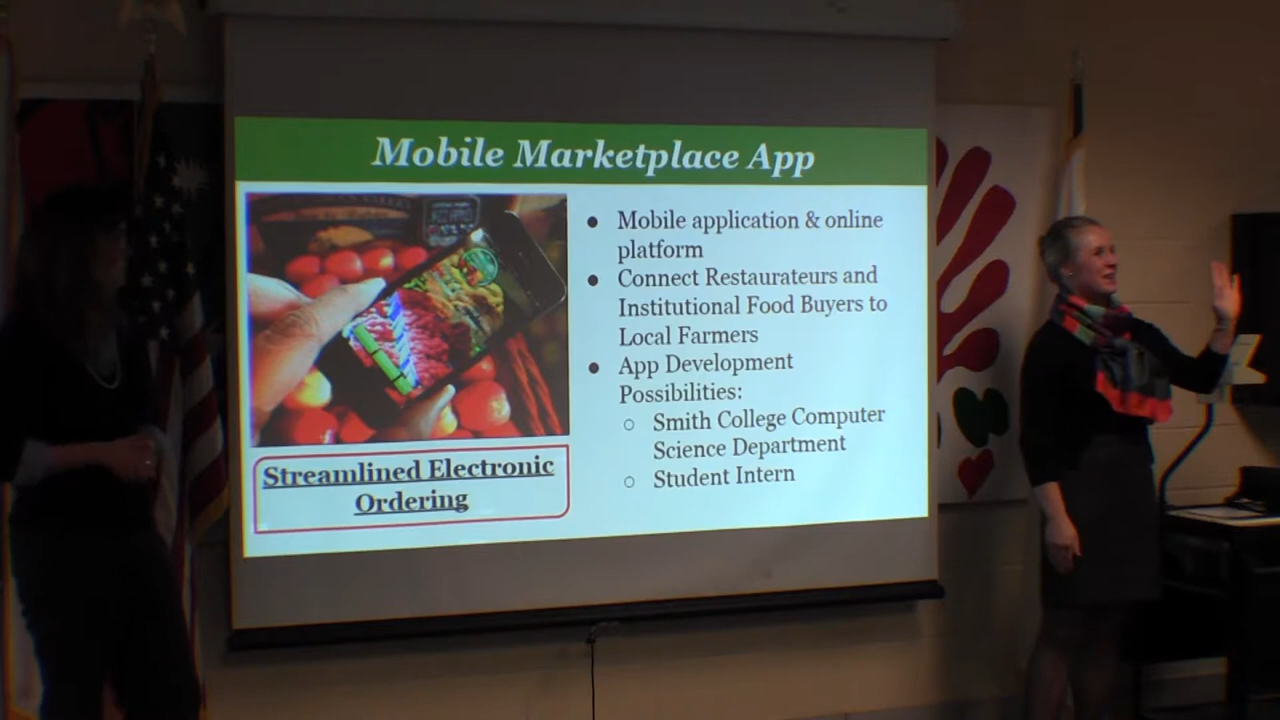 Mobile Marketplace App
● Mobile application & online
platform
● Connect Restaurateurs and
Institutional Food Buyers to
Local Farmers
● App Development
Possibilities:
○ Smith College Computer
Science Department
○ Student Intern
Streamlined Electronic
Ordering